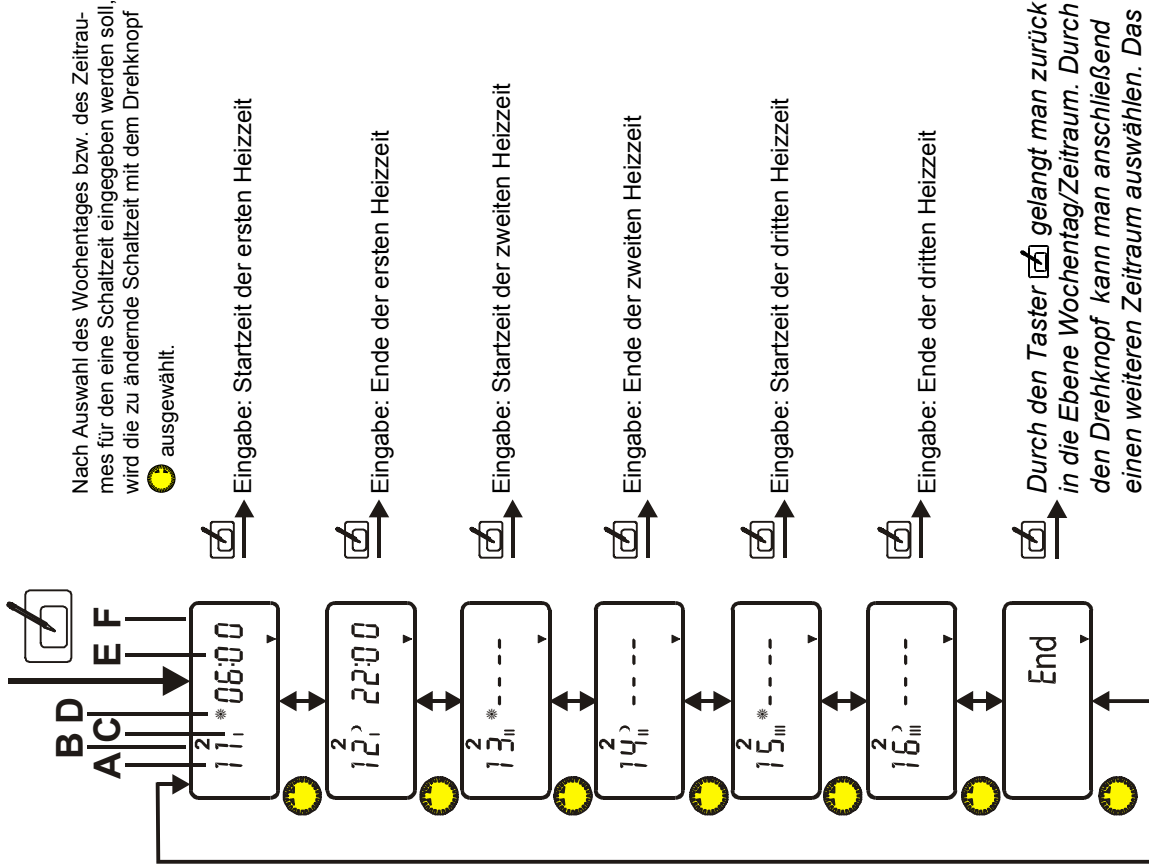 Nach Auswahl des Wochentages bzw. des Zeitrau-
mes für den eine Schaltzeit eingegeben werden soll,
wird die zu ändernde Schaltzeit mit dem Drehknopf
ausgewählt.
A B C D E F
11 2 I 06:00
Eingabe: Startzeit der ersten Heizzeit
12 2 I 22:00
Eingabe: Ende der ersten Heizzeit
13 2 II - - - -
Eingabe: Startzeit der zweiten Heizzeit
14 2 II - - - -
Eingabe: Ende der zweiten Heizzeit
15 2 III - - - -
Eingabe: Startzeit der dritten Heizzeit
16 2 III - - - -
Eingabe: Ende der dritten Heizzeit
End
Durch den Taster gelangt man zurück
in die Ebene Wochentag/Zeitraum. Durch
den Drehknopf kann man anschließend
einen weiteren Zeitraum auswählen. Das